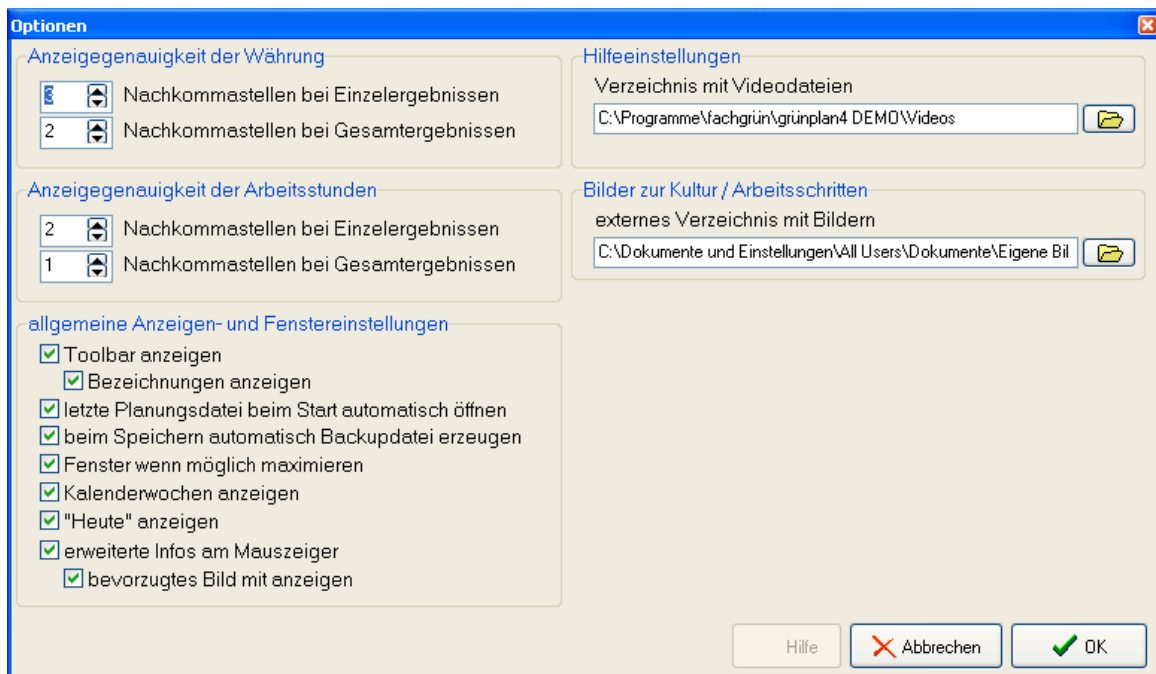 Optionen
Anzeigegenauigkeit der Währung
3 Nachkommastellen bei Einzelergebnissen
2 Nachkommastellen bei Gesamtergebnissen
Anzeigegenauigkeit der Arbeitsstunden
2 Nachkommastellen bei Einzelergebnissen
1 Nachkommastellen bei Gesamtergebnissen
allgemeine Anzeigen- und Fenstereinstellungen
Toolbar anzeigen
Bezeichnungen anzeigen
letzte Planungsdatei beim Start automatisch öffnen
beim Speichern automatisch Backupdatei erzeugen
Fenster wenn möglich maximieren
Kalenderwochen anzeigen
"Heute" anzeigen
erweiterte Infos am Mauszeiger
bevorzugtes Bild mit anzeigen
Hilfeeinstellungen
Verzeichnis mit Videodateien
C:\Programme\fachgrün\grünplan4 DEMO\Videos
Bilder zur Kultur / Arbeitsschritten
externes Verzeichnis mit Bildern
C:\Dokumente und Einstellungen\All Users\Dokumente\Eigene Bil
Hilfe
Abbrechen
OK